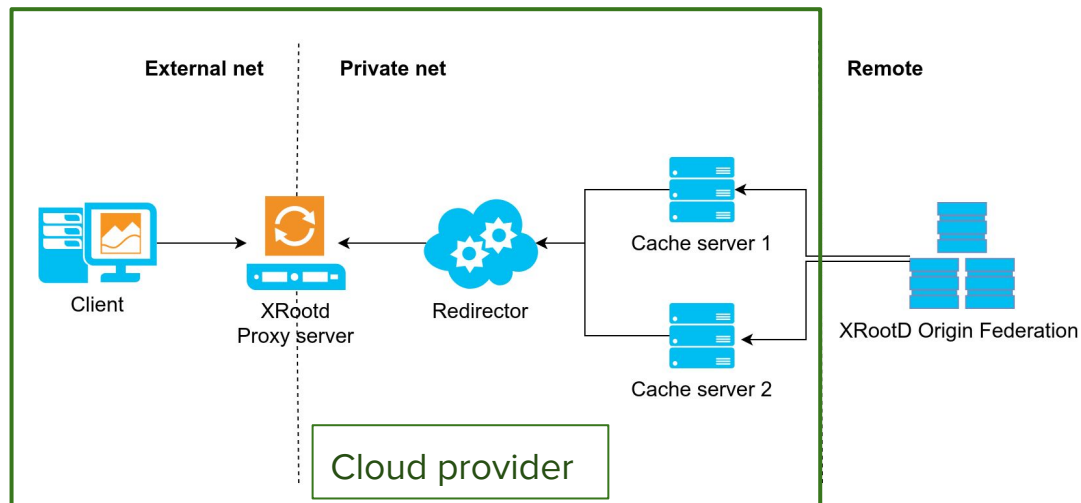 External net
Private net
Remote
Client
XRootd
Proxy server
Redirector
Cache server 1
Cache server 2
XRootD Origin Federation
Cloud provider